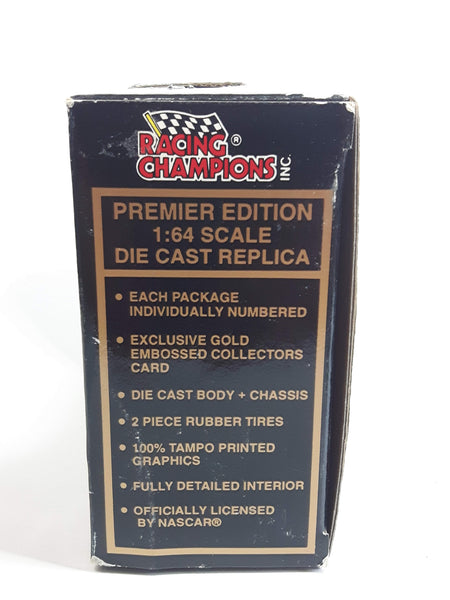 RACING ®
CHAMPIONS INC.
PREMIER EDITION
1:64 SCALE
DIE CAST REPLICA
• EACH PACKAGE
INDIVIDUALLY NUMBERED
• EXCLUSIVE GOLD
EMBOSSED COLLECTORS
CARD
• DIE CAST BODY + CHASSIS
• 2 PIECE RUBBER TIRES
• 100% TAMPO PRINTED
GRAPHICS
• FULLY DETAILED INTERIOR
• OFFICIALLY LICENSED
BY NASCAR®